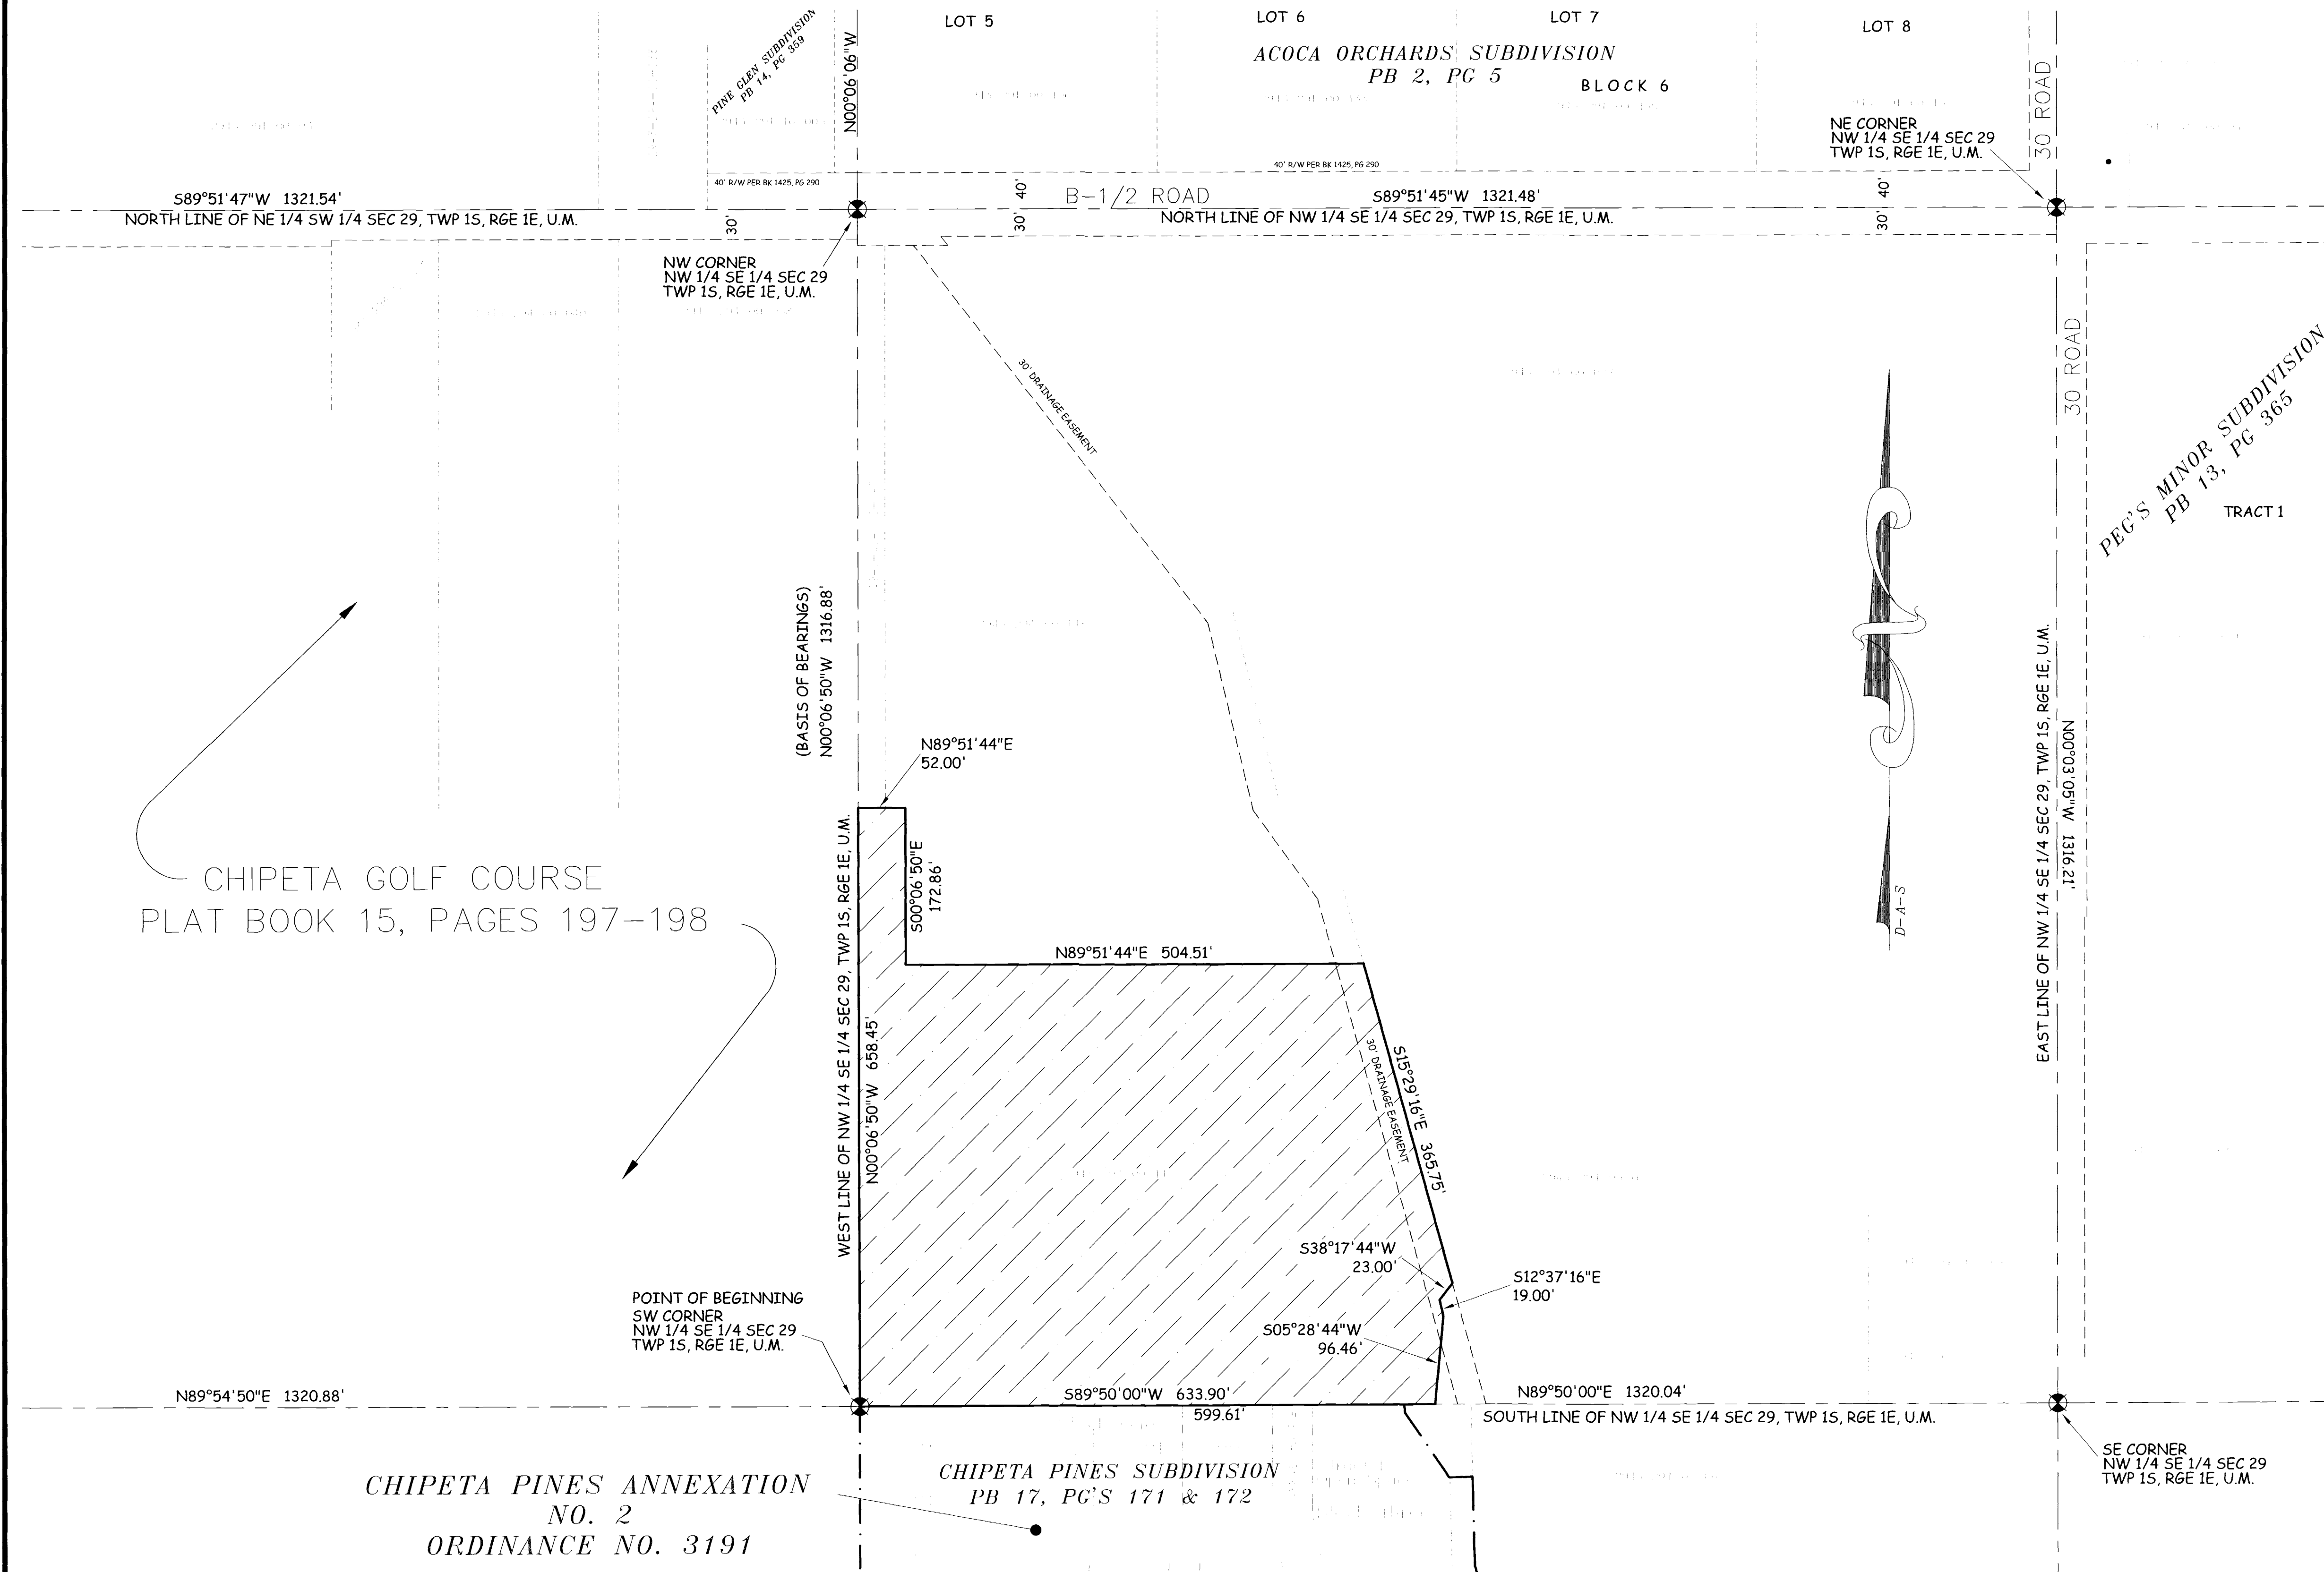 LOT 5
LOT 6
LOT 7
LOT 8
PINE GLEN SUBDIVISION
PB 14, PG 359
N00°06'06"W
ACOCA ORCHARDS SUBDIVISION
PB 2, PG 5
BLOCK 6
30 ROAD
NE CORNER
NW 1/4 SE 1/4 SEC 29
TWP 1S, RGE 1E, U.M.
40' R/W PER BK 1425, PG 290
40' R/W PER BK 1425, PG 290
S89°51'47"W 1321.54'
NORTH LINE OF NE 1/4 SW 1/4 SEC 29, TWP 1S, RGE 1E, U.M.
30'
30' 40'
B-1/2 ROAD
S89°51'45"W 1321.48'
NORTH LINE OF NW 1/4 SE 1/4 SEC 29, TWP 1S, RGE 1E, U.M.
30' 40'
NW CORNER
NW 1/4 SE 1/4 SEC 29
TWP 1S, RGE 1E, U.M.
30' DRAINAGE EASEMENT
30 ROAD
PEG'S MINOR SUBDIVISION
PB 13, PG 365
TRACT 1
(BASIS OF BEARINGS)
N00°06'50"W 1316.88'
N89°51'44"E
52.00'
S00°06'50"E
172.86'
CHIPETA GOLF COURSE
PLAT BOOK 15, PAGES 197-198
WEST LINE OF NW 1/4 SE 1/4 SEC 29, TWP 1S, RGE 1E, U.M.
N00°06'50"W 658.45'
N89°51'44"E 504.51'
D-A-S
EAST LINE OF NW 1/4 SE 1/4 SEC 29, TWP 1S, RGE 1E, U.M.
N00°03'05"W 1316.21'
S15°29'16"E 365.75'
30' DRAINAGE EASEMENT
S38°17'44"W
23.00'
S12°37'16"E
19.00'
S05°28'44"W
96.46'
POINT OF BEGINNING
SW CORNER
NW 1/4 SE 1/4 SEC 29
TWP 1S, RGE 1E, U.M.
N89°54'50"E 1320.88'
S89°50'00"W 633.90'
599.61'
N89°50'00"E 1320.04'
SOUTH LINE OF NW 1/4 SE 1/4 SEC 29, TWP 1S, RGE 1E, U.M.
SE CORNER
NW 1/4 SE 1/4 SEC 29
TWP 1S, RGE 1E, U.M.
CHIPETA PINES ANNEXATION
NO. 2
ORDINANCE NO. 3191
CHIPETA PINES SUBDIVISION
PB 17, PG'S 171 & 172